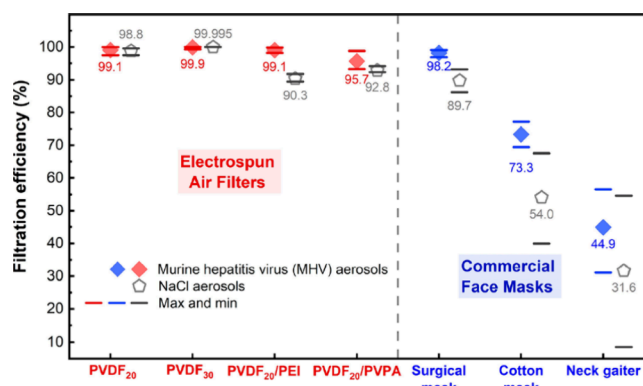 Filtration efficiency (%)
100
90
80
70
60
50
40
30
20
10
98.8
99.1
99.995
99.9
99.1
90.3
95.7
92.8
98.2
89.7
73.3
54.0
44.9
31.6
Electrospun
Air Filters
Commercial
Face Masks
Murine hepatitis virus (MHV) aerosols
NaCl aerosols
Max and min
PVDF₂₀
PVDF₃₀
PVDF₂₀/PEI
PVDF₂₀/PVPA
Surgical
Cotton
Neck gaiter